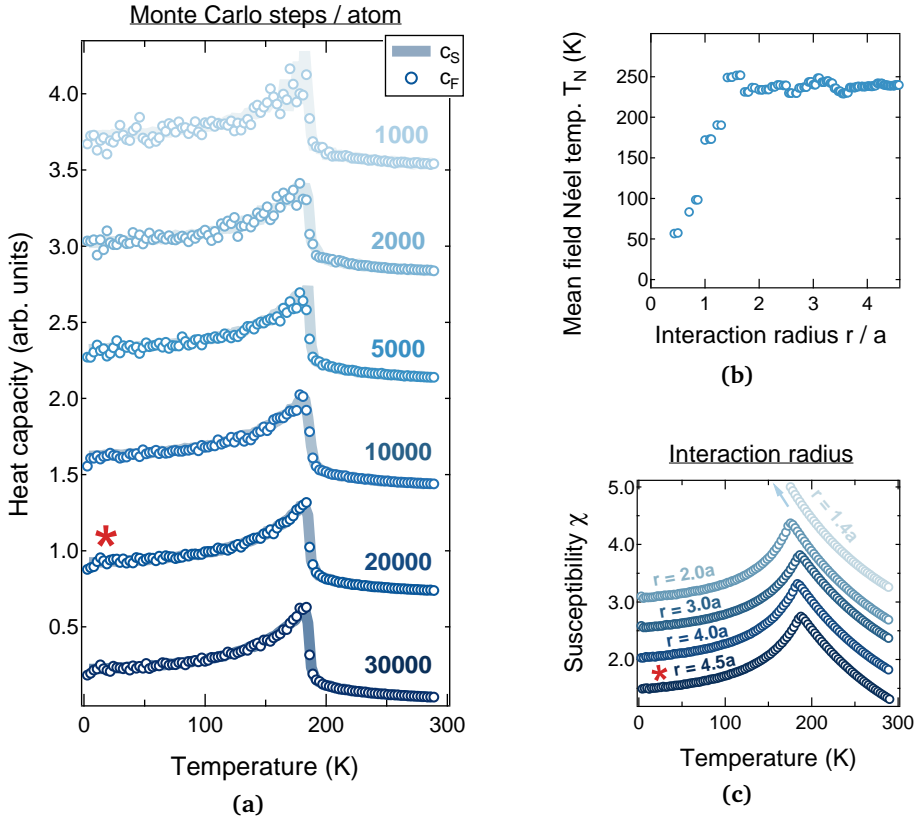 Monte Carlo steps / atom
c_S
c_F
4.0
3.5
3.0
2.5
2.0
1.5
1.0
0.5
1000
2000
5000
10000
*
20000
30000
0
100
200
300
Heat capacity (arb. units)
Temperature (K)
(a)
Mean field Néel temp. T_N (K)
250
200
150
100
50
0
0
1
2
3
4
Interaction radius r / a
(b)
Interaction radius
Susceptibility χ
5.0
4.0
3.0
2.0
r = 1.4a
r = 2.0a
r = 3.0a
r = 4.0a
* r = 4.5a
0
100
200
300
Temperature (K)
(c)